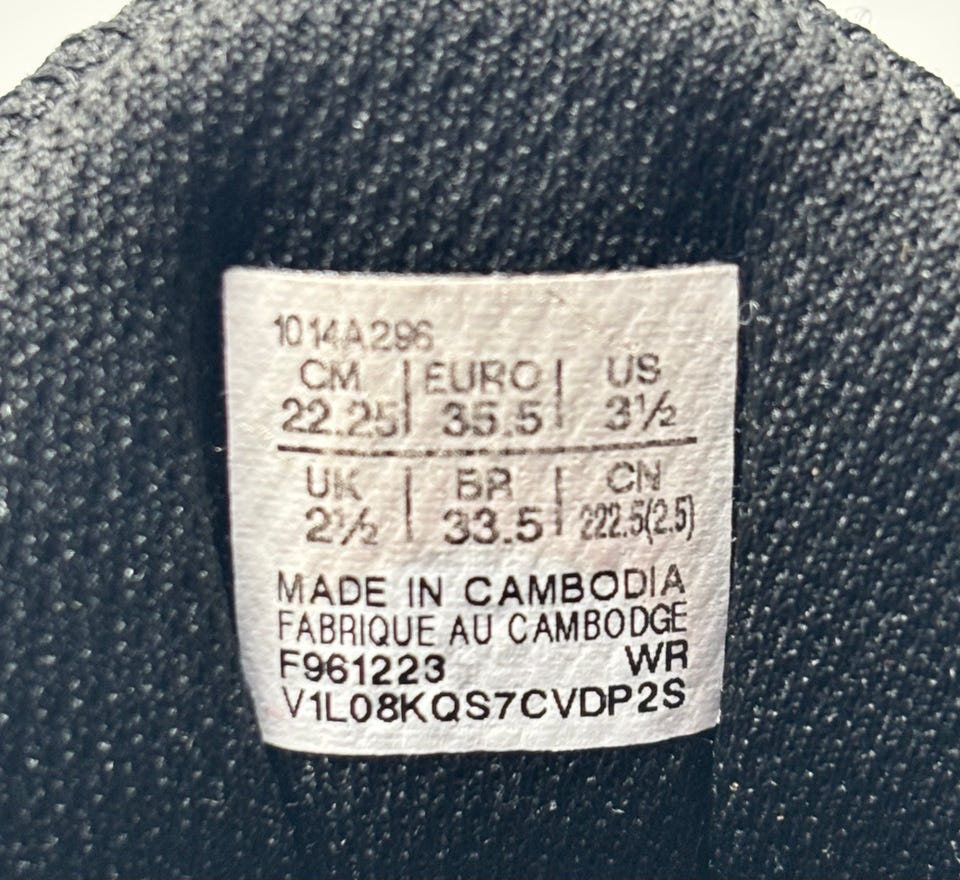 1014A296
CM | EURO | US
22.25 | 35.5 | 3½
UK | BR | CN
2½ | 33.5 | 222.5(2.5)
MADE IN CAMBODIA
FABRIQUE AU CAMBODGE
F961223 WR
V1L08KQS7CVDP2S